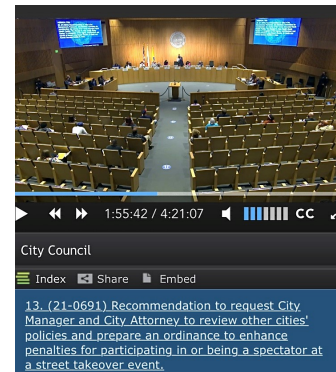 1:55:42 / 4:21:07
CC
City Council
Index
Share
Embed
13. (21-0691) Recommendation to request City
Manager and City Attorney to review other cities'
policies and prepare an ordinance to enhance
penalties for participating in or being a spectator at
a street takeover event.